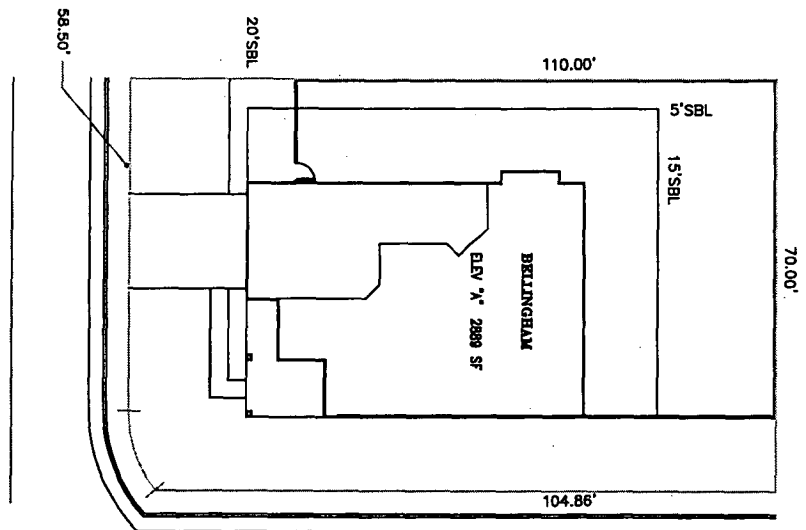 58.50'
20'SBL
110.00'
5'SBL
15'SBL
70.00'
BELLINGHAM
ELEV "A" 2889 SF
104.86'